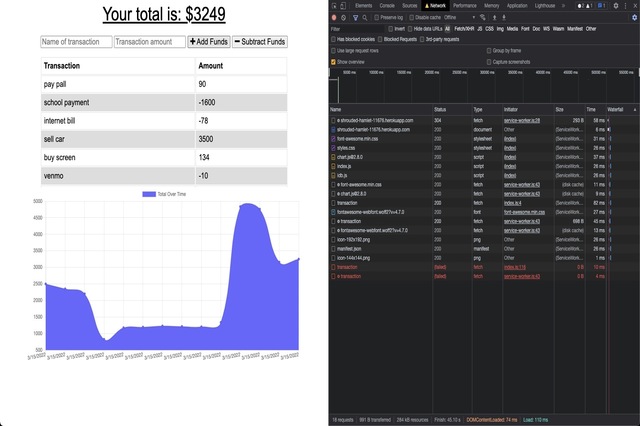 Your total is: $3249
Name of transaction Transaction amount + Add Funds − Subtract Funds
Transaction Amount
pay pall 90
school payment -1600
internet bill -78
sell car 3500
buy screen 134
venmo -10
Total Over Time
5000
4500
4000
3500
3000
2500
2000
1500
1000
500
3/15/2022 3/15/2022 3/15/2022 3/15/2022 3/15/2022 3/15/2022 3/15/2022 3/15/2022 3/15/2022 3/15/2022 3/15/2022 3/15/2022 3/15/2022 3/15/2022
Elements Console Sources Network Performance Memory Application Security Lighthouse
Preserve log Disable cache Offline
Filter Invert Hide data URLs All Fetch/XHR JS CSS Img Media Font Doc WS Wasm Manifest Other
Has blocked cookies Blocked Requests 3rd-party requests
Use large request rows Group by frame
Show overview Capture screenshots
5000 ms 10000 ms 15000 ms 20000 ms 25000 ms 30000 ms 35000 ms 40000 ms 45000 ms 50000 ms 55000 ms
Name Status Type Initiator Size Time Waterfall
shrouded-hamlet-11676.herokuapp.com 304 fetch service-worker.js:28 293 B 58 ms
shrouded-hamlet-11676.herokuapp.com 200 document Other (ServiceWork... 6 ms
font-awesome.min.css 200 stylesheet (index) (ServiceWork... 31 ms
styles.css 200 stylesheet (index) (ServiceWork... 26 ms
chart.js@2.8.0 200 script (index) (ServiceWork... 37 ms
index.js 200 script (index) (ServiceWork... 26 ms
idb.js 200 script (index) (ServiceWork... 26 ms
font-awesome.min.css 200 fetch service-worker.js:43 (disk cache) 11 ms
chart.js@2.8.0 200 fetch service-worker.js:43 (disk cache) 9 ms
transaction 200 fetch index.js:4 (ServiceWork... 82 ms
fontawesome-webfont.woff2?v=4.7.0 200 font font-awesome.min.css (ServiceWork... 27 ms
transaction 200 fetch service-worker.js:43 698 B 45 ms
fontawesome-webfont.woff2?v=4.7.0 200 fetch service-worker.js:43 (disk cache) 13 ms
icon-192x192.png 200 png Other (ServiceWork... 26 ms
manifest.json 200 manifest Other (ServiceWork... 26 ms
icon-144x144.png 200 png Other (ServiceWork... 1 ms
transaction (failed) fetch index.js:118 0 B 10 ms
transaction (failed) fetch service-worker.js:43 0 B 4 ms
18 requests 991 B transferred 284 kB resources Finish: 45.10 s DOMContentLoaded: 74 ms Load: 110 ms